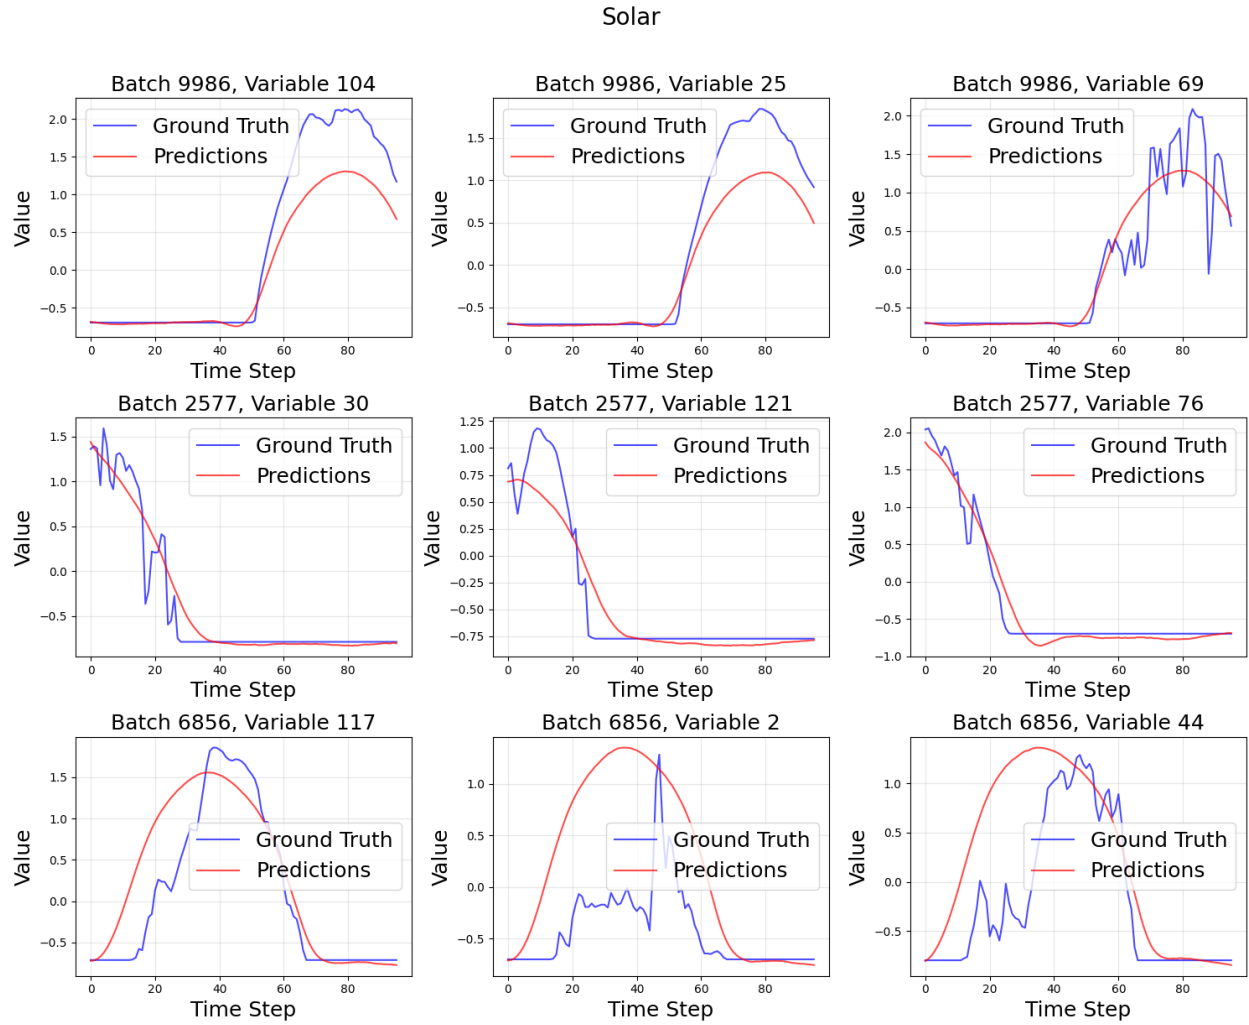 Solar
Batch 9986, Variable 104
Batch 9986, Variable 25
Batch 9986, Variable 69
2.0
1.5
1.0
0.5
0.0
−0.5
Value
Ground Truth
Predictions
0 20 40 60 80
Time Step
1.5
1.0
0.5
0.0
−0.5
Value
Ground Truth
Predictions
0 20 40 60 80
Time Step
2.0
1.5
1.0
0.5
0.0
−0.5
Value
Ground Truth
Predictions
0 20 40 60 80
Time Step
Batch 2577, Variable 30
Batch 2577, Variable 121
Batch 2577, Variable 76
1.5
1.0
0.5
0.0
−0.5
Value
Ground Truth
Predictions
0 20 40 60 80
Time Step
1.25
1.00
0.75
0.50
0.25
0.00
−0.25
−0.50
−0.75
Value
Ground Truth
Predictions
0 20 40 60 80
Time Step
2.0
1.5
1.0
0.5
0.0
−0.5
−1.0
Value
Ground Truth
Predictions
0 20 40 60 80
Time Step
Batch 6856, Variable 117
Batch 6856, Variable 2
Batch 6856, Variable 44
1.5
1.0
0.5
0.0
−0.5
Value
Ground Truth
Predictions
0 20 40 60 80
Time Step
1.0
0.5
0.0
−0.5
Value
Ground Truth
Predictions
0 20 40 60 80
Time Step
1.0
0.5
0.0
−0.5
Value
Ground Truth
Predictions
0 20 40 60 80
Time Step